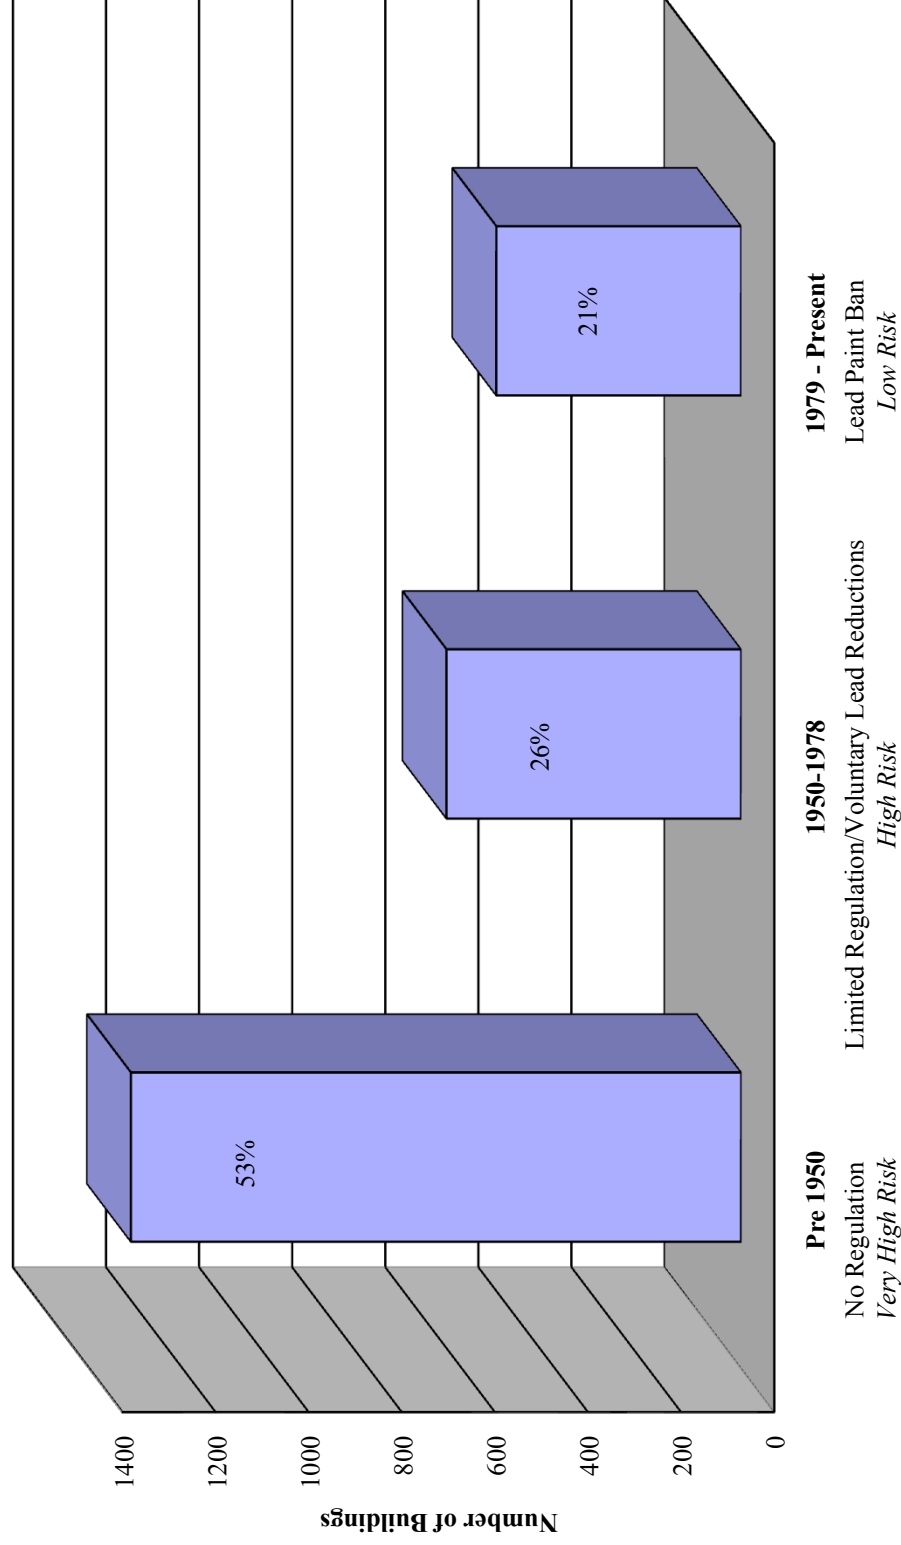 Number of Buildings
1400
1200
1000
800
600
400
200
0
53%
26%
21%
Pre 1950
No Regulation
Very High Risk
1950-1978
Limited Regulation/Voluntary Lead Reductions
High Risk
1979 - Present
Lead Paint Ban
Low Risk